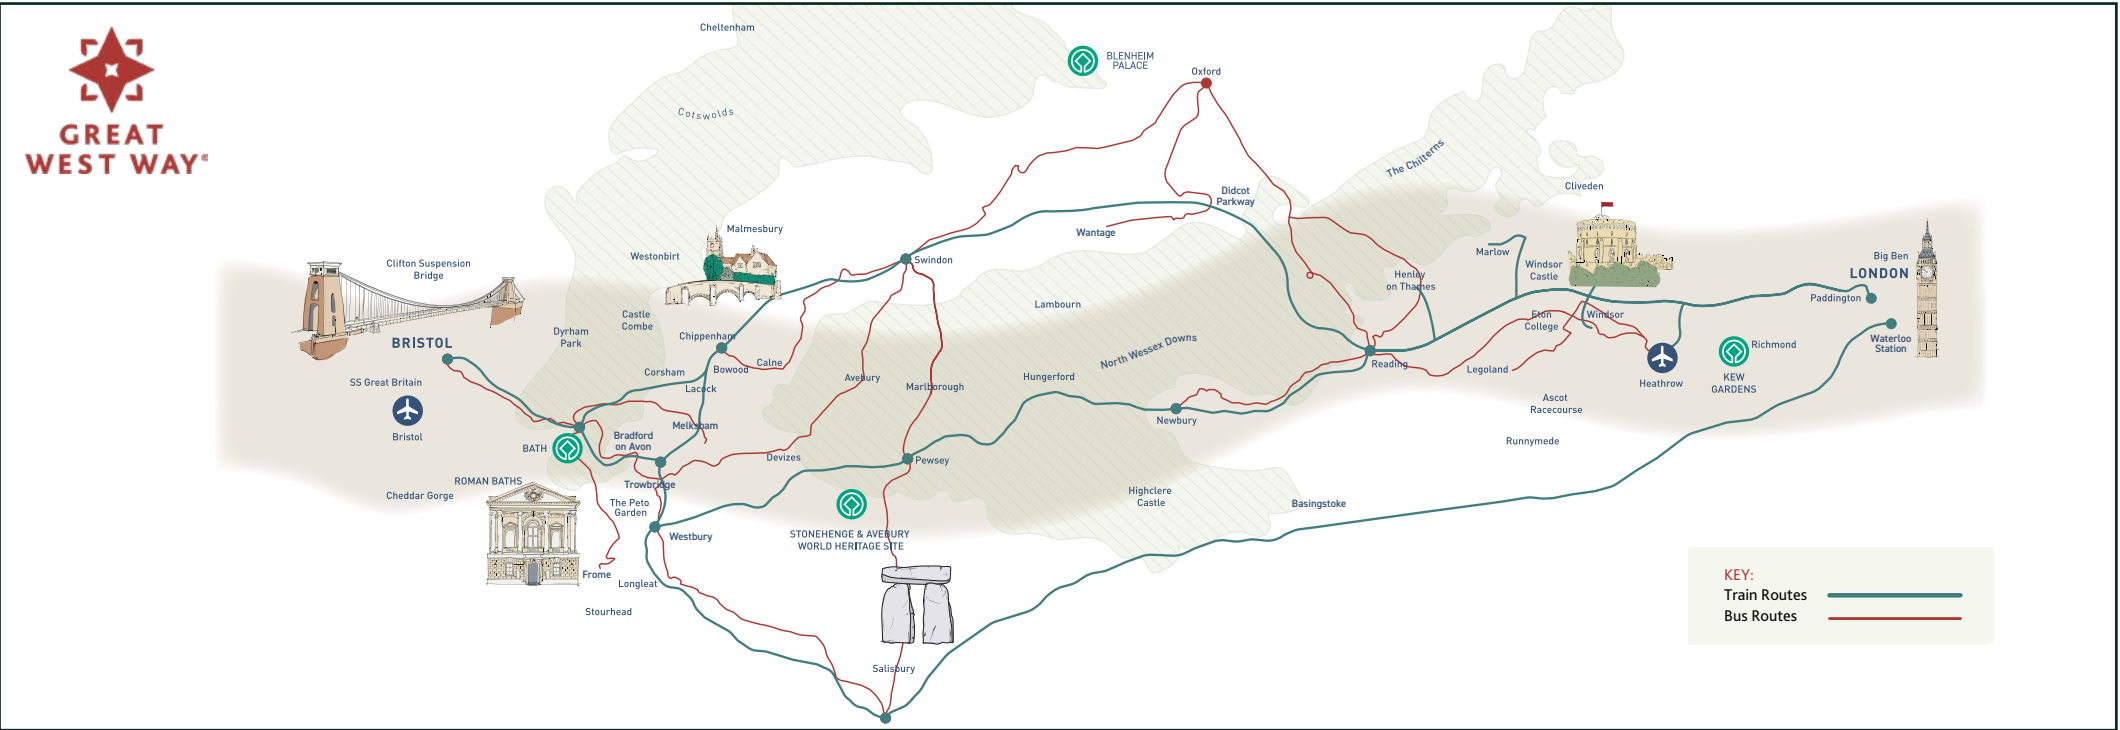 GREAT
WEST WAY®
Cheltenham
BLENHEIM
PALACE
Oxford
Cotswolds
The Chilterns
Cliveden
Didcot
Parkway
Wantage
Malmesbury
Westonbirt
Swindon
Clifton Suspension
Bridge
Marlow
Windsor
Castle
Big Ben
LONDON
Paddington
Henley
on Thames
Lambourn
Castle
Combe
Dyrham
Park
Chippenham
Eton
College
Windsor
Waterloo
Station
BRISTOL
North Wessex Downs
Richmond
Calne
Bowood
Corsham
Lacock
Avebury
Marlborough
Hungerford
Reading
Legoland
Heathrow
KEW
GARDENS
SS Great Britain
Bristol
Newbury
Ascot
Racecourse
Melksham
Bradford
on Avon
BATH
Runnymede
Devizes
Pewsey
ROMAN BATHS
Trowbridge
Cheddar Gorge
The Peto
Garden
Highclere
Castle
Basingstoke
Westbury
STONEHENGE & AVEBURY
WORLD HERITAGE SITE
Frome
Longleat
Stourhead
Salisbury
KEY:
Train Routes
Bus Routes